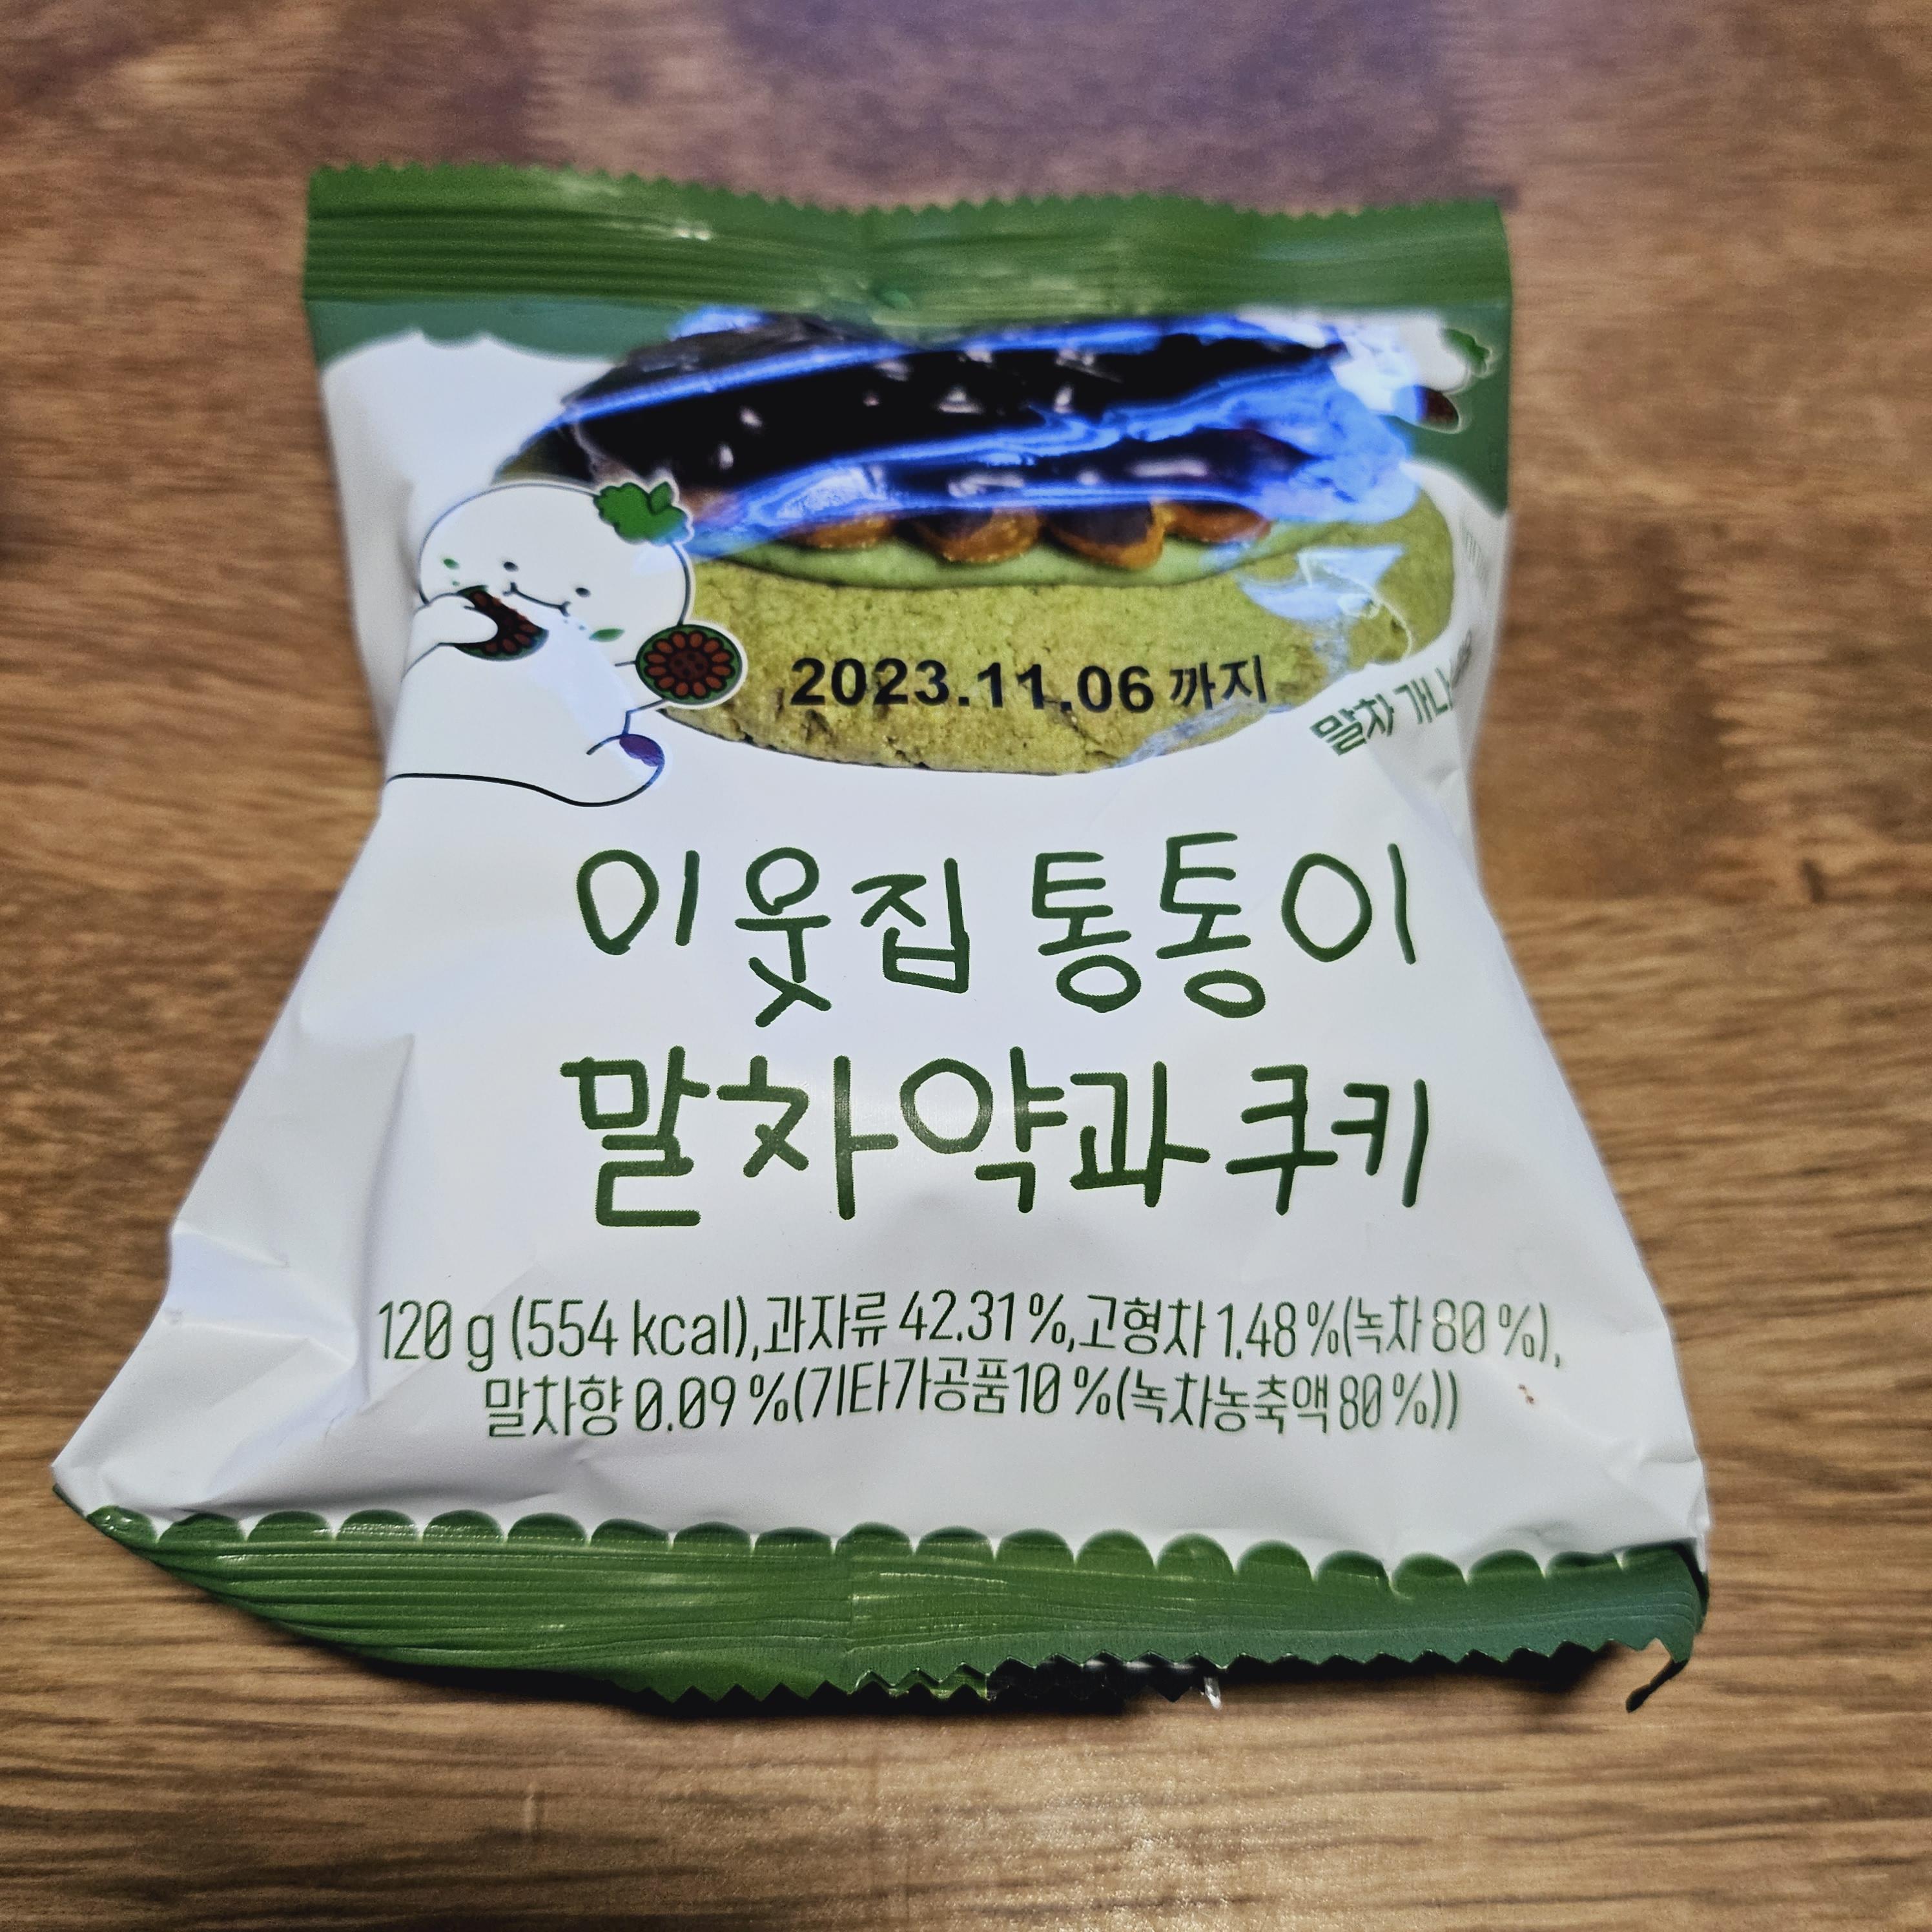 2023.11.06 까지
말차
이웃집 통통이
말차약과쿠키
120 g (554 kcal),과자류 42.31 %,고형차 1.48 %(녹차 80 %),
말차향 0.09 %(기타가공품10 %(녹차농축액 80 %))